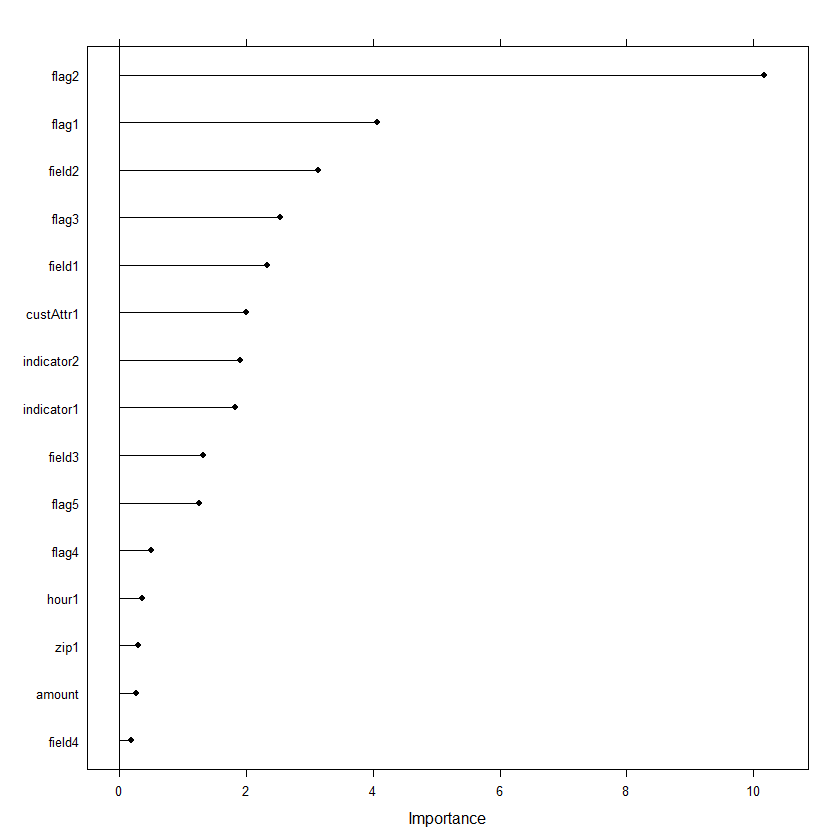 flag2
flag1
field2
flag3
field1
custAttr1
indicator2
indicator1
field3
flag5
flag4
hour1
zip1
amount
field4
0 2 4 6 8 10
Importance